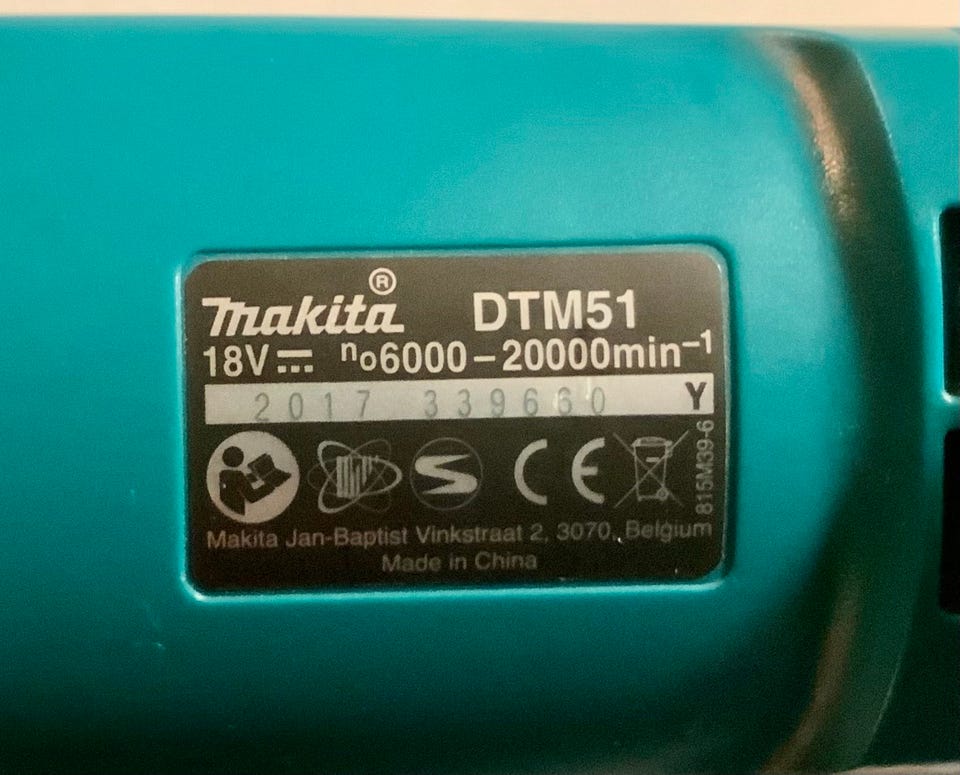 makita® DTM51
18V⎓ n₀6000–20000min⁻¹
2017 339660 Y
CE
815M39-6
Makita Jan-Baptist Vinkstraat 2, 3070, Belgium
Made in China